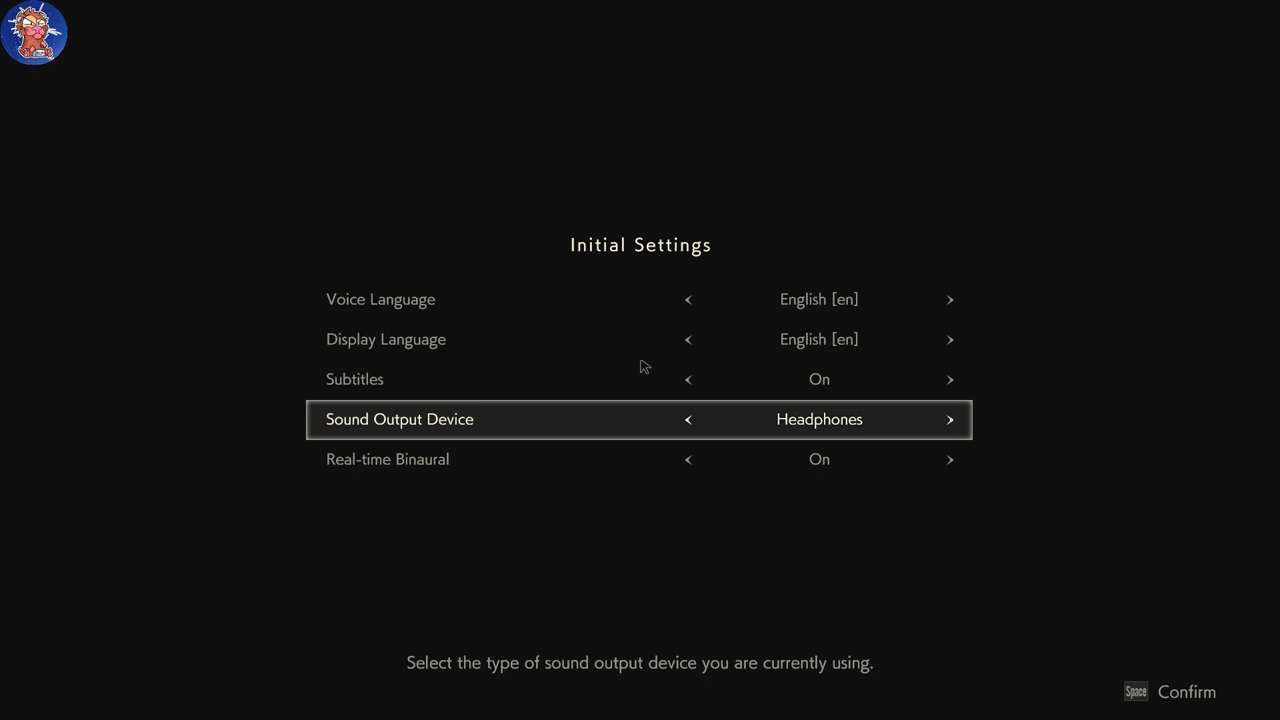 Initial Settings
Voice Language < English [en] >
Display Language < English [en] >
Subtitles < On >
Sound Output Device < Headphones >
Real-time Binaural < On >
Select the type of sound output device you are currently using.
Space Confirm